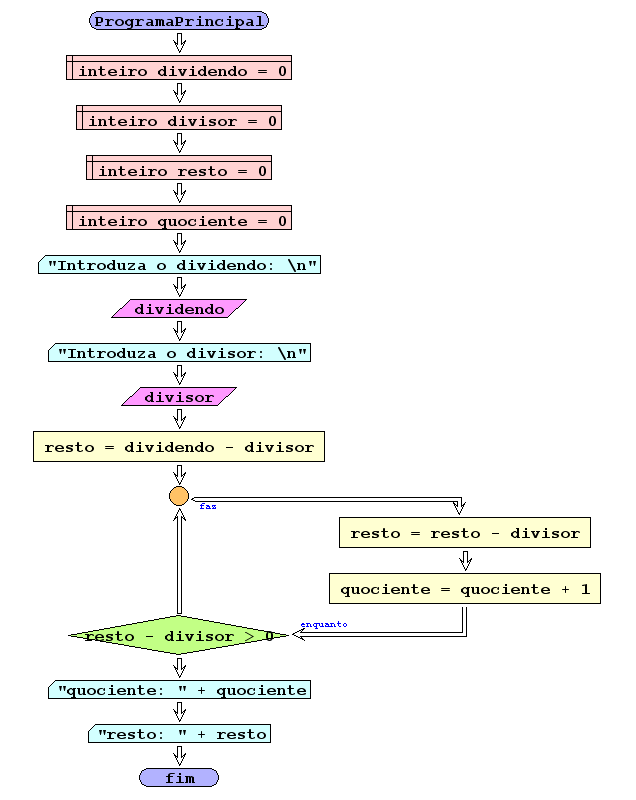 ProgramaPrincipal
inteiro dividendo = 0
inteiro divisor = 0
inteiro resto = 0
inteiro quociente = 0
"Introduza o dividendo: \n"
dividendo
"Introduza o divisor: \n"
divisor
resto = dividendo - divisor
faz
resto = resto - divisor
quociente = quociente + 1
enquanto
resto - divisor > 0
"quociente: " + quociente
"resto: " + resto
fim